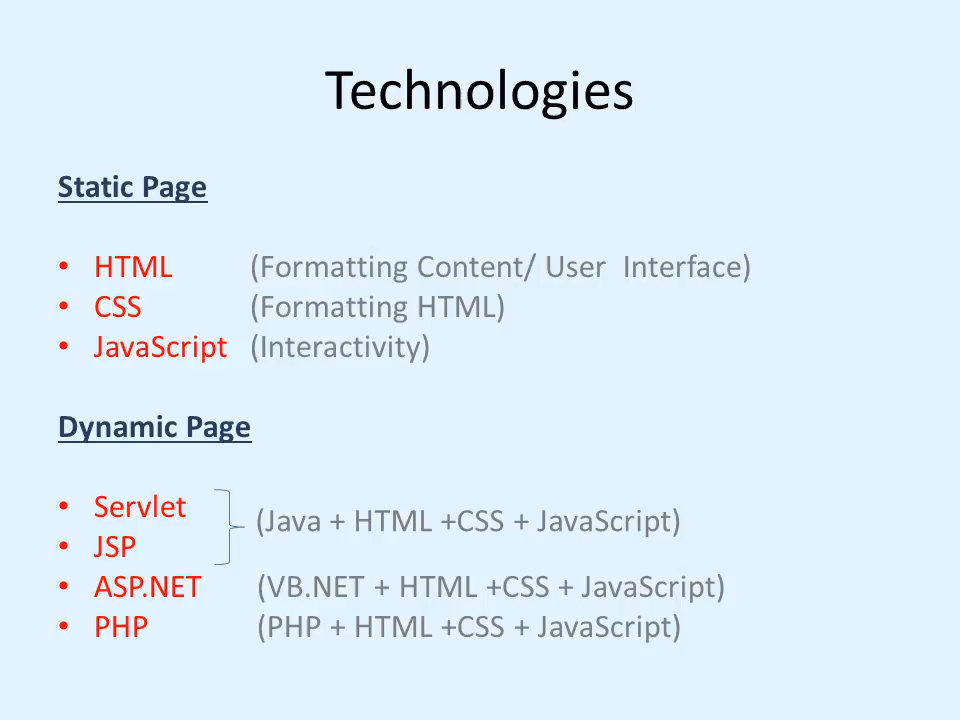 Technologies
Static Page
• HTML (Formatting Content/ User  Interface)
• CSS (Formatting HTML)
• JavaScript (Interactivity)
Dynamic Page
• Servlet
(Java + HTML +CSS + JavaScript)
• JSP
• ASP.NET (VB.NET + HTML +CSS + JavaScript)
• PHP (PHP + HTML +CSS + JavaScript)